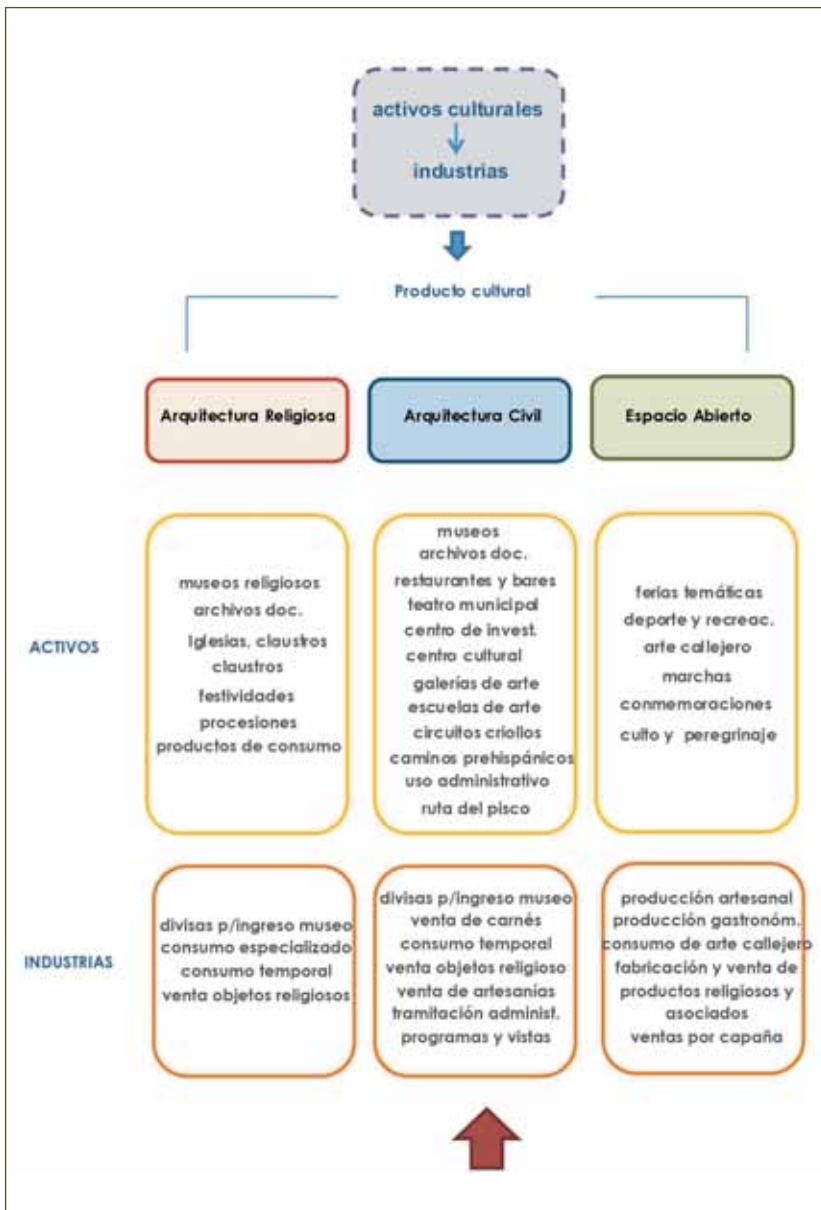 activos culturales
industrias
Producto cultural
Arquitectura Religiosa
Arquitectura Civil
Espacio Abierto
ACTIVOS
museos religiosos
archivos doc.
Iglesias, claustros
claustros
festividades
procesiones
productos de consumo
museos
archivos doc.
restaurantes y bares
teatro municipal
centro de invest.
centro cultural
galerías de arte
escuelas de arte
circuitos criollos
caminos prehispánicos
uso administrativo
ruta del pisco
ferias temáticas
deporte y recreac.
arte callejero
marchas
conmemoraciones
culto y peregrinaje
INDUSTRIAS
divisas p/ingreso museo
consumo especializado
consumo temporal
venta objetos religiosos
divisas p/ingreso museo
venta de carnés
consumo temporal
venta objetos religioso
venta de artesanías
tramitación administ.
programas y vistas
producción artesanal
producción gastronóm.
consumo de arte callejero
fabricación y venta de
productos religiosos y
asociados
ventas por capaña